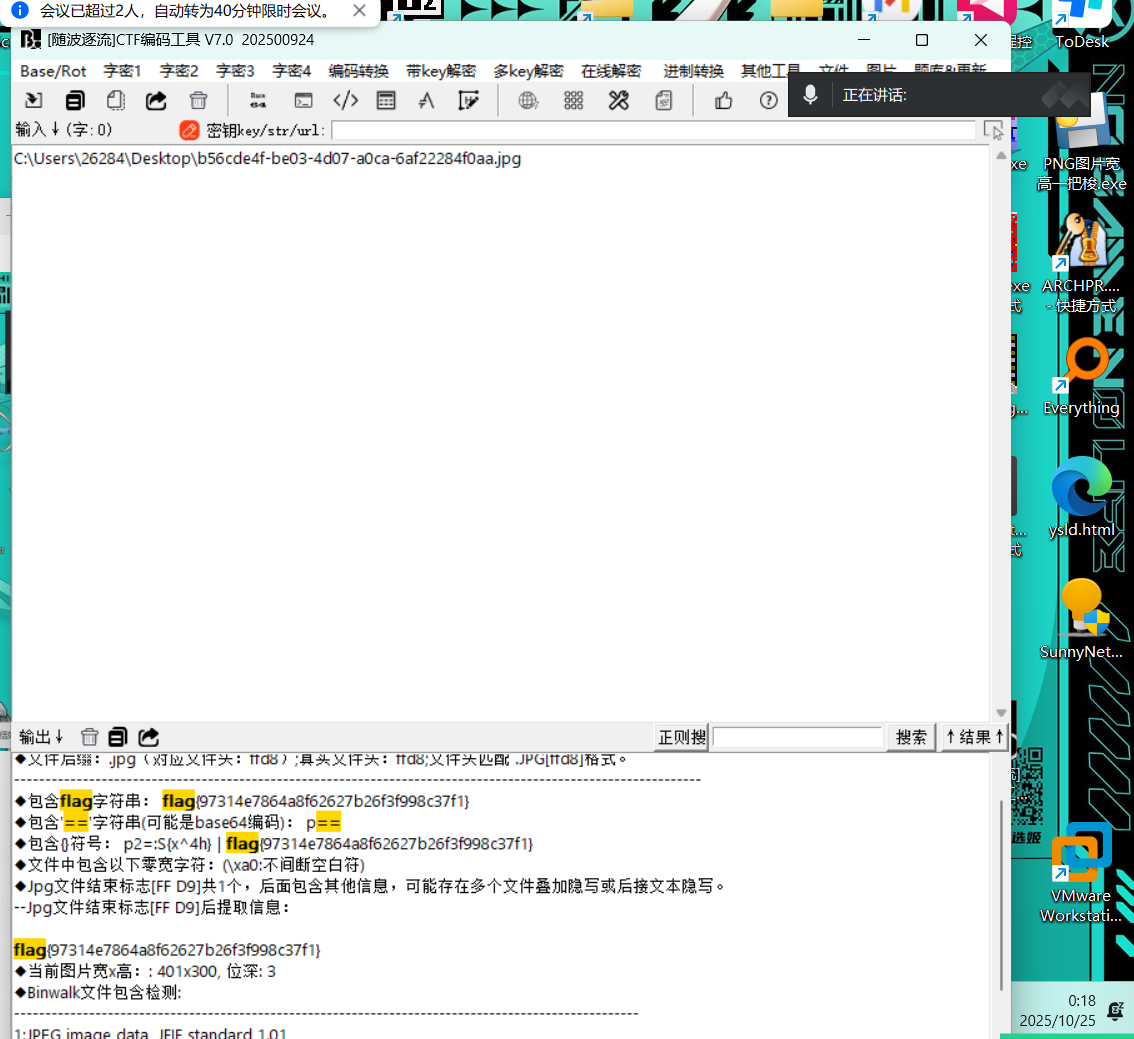 会议已超过2人，自动转为40分钟限时会议。
[随波逐流]CTF编码工具 V7.0 202500924
Base/Rot 字密1 字密2 字密3 字密4 编码转换 带key解密 多key解密 在线解密 进制转换 其他工具 文件 图片 题库&更新
正在讲话:
输入↓(字:0) 密钥key/str/url:
C:\Users\26284\Desktop\b56cde4f-be03-4d07-a0ca-6af22284f0aa.jpg
输出↓ 正则搜 搜索 ↑结果↑
◆文件后缀：.jpg（对应文件头：ffd8）;真实文件头：ffd8;文件头匹配 .JPG[ffd8]格式。
---------------------------------------------------------------------------------------------------
◆包含flag字符串： flag{97314e7864a8f62627b26f3f998c37f1}
◆包含'=='字符串(可能是base64编码)： p==
◆包含{}符号： p2=:S{x^4h} | flag{97314e7864a8f62627b26f3f998c37f1}
◆文件中包含以下零宽字符：(\xa0:不间断空白符)
◆Jpg文件结束标志[FF D9]共1个，后面包含其他信息，可能存在多个文件叠加隐写或后接文本隐写。
--Jpg文件结束标志[FF D9]后提取信息：
flag{97314e7864a8f62627b26f3f998c37f1}
◆当前图片宽x高：: 401x300, 位深: 3
◆Binwalk文件包含检测:
------------------------------------------------------------------------------------------
1:JPEG image data, JFIF standard 1.01
程控
ToDesk
PNG图片宽
高一把梭.exe
ARCHPR....
- 快捷方式
Everything
ysld.html
SunnyNet...
选姬
VMware
Workstati...
0:18
2025/10/25